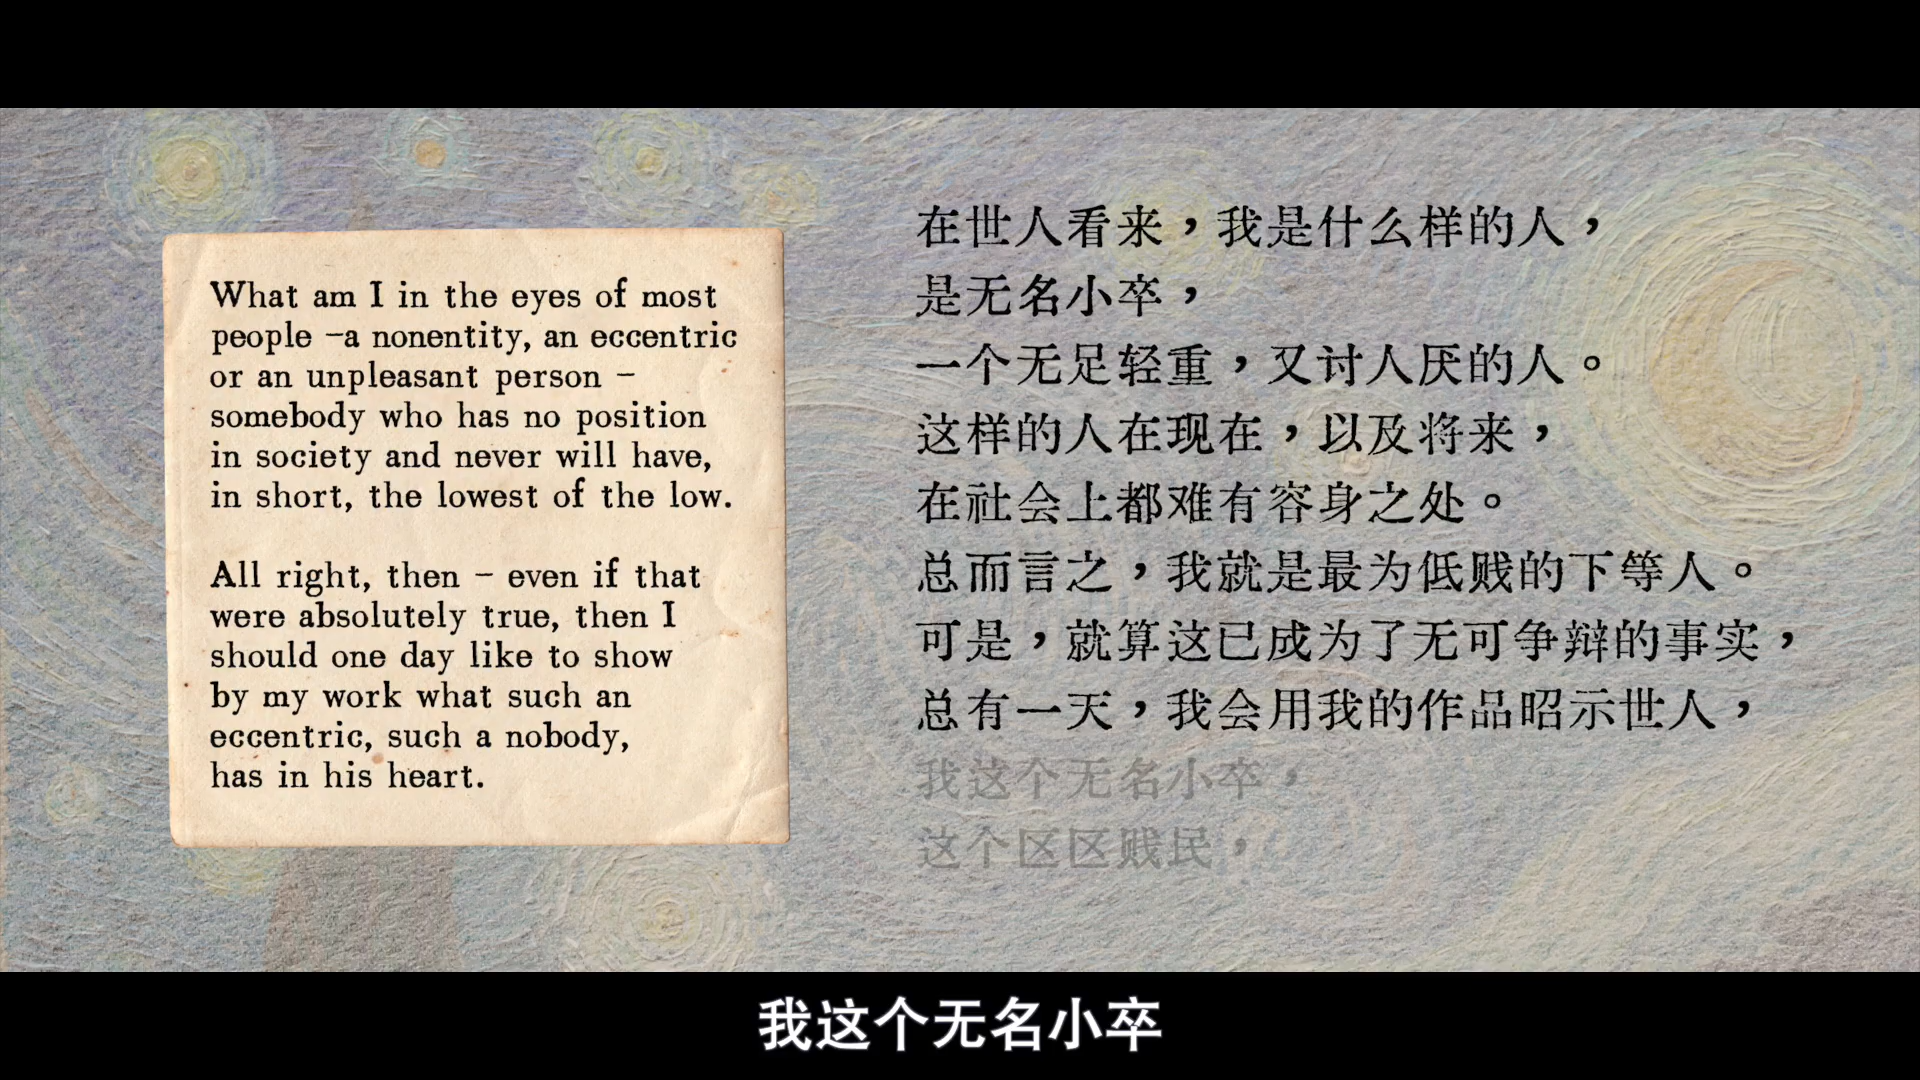 What am I in the eyes of most
people –a nonentity, an eccentric
or an unpleasant person –
somebody who has no position
in society and never will have,
in short, the lowest of the low.
All right, then – even if that
were absolutely true, then I
should one day like to show
by my work what such an
eccentric, such a nobody,
has in his heart.
在世人看来，我是什么样的人，
是无名小卒，
一个无足轻重，又讨人厌的人。
这样的人在现在，以及将来，
在社会上都难有容身之处。
总而言之，我就是最为低贱的下等人。
可是，就算这已成为了无可争辩的事实，
总有一天，我会用我的作品昭示世人，
我这个无名小卒，
这个区区贱民，
我这个无名小卒